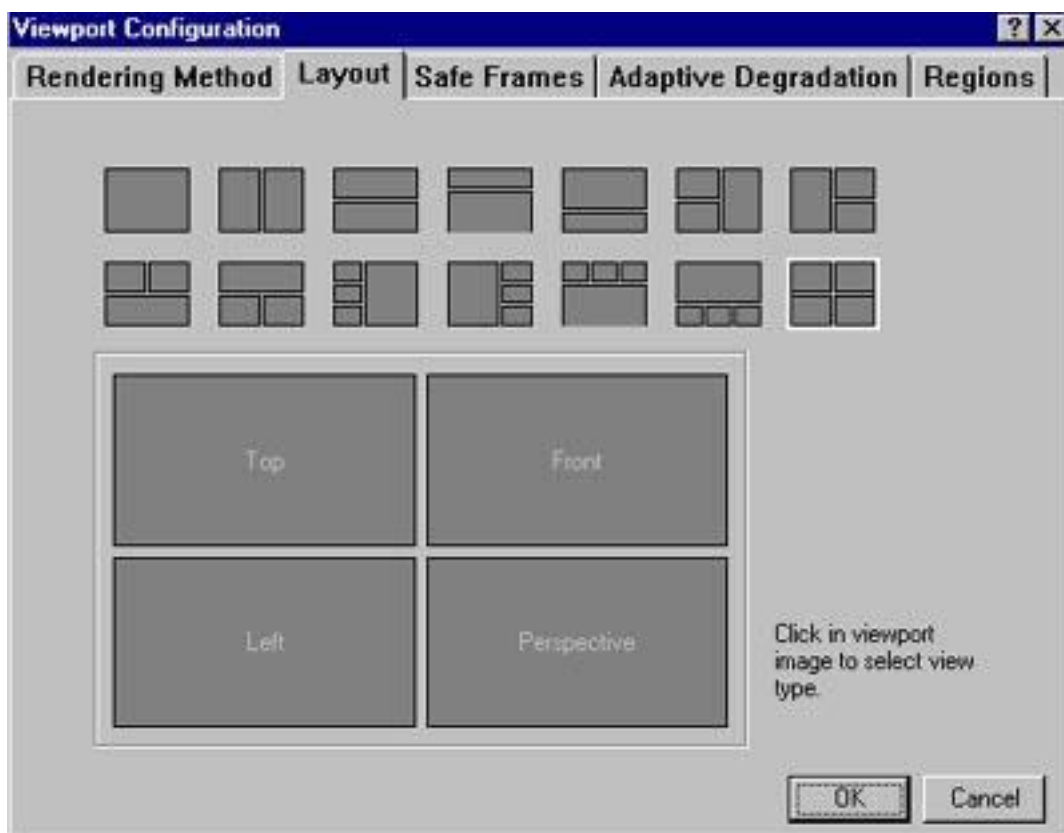 Viewport Configuration
Rendering Method Layout Safe Frames Adaptive Degradation Regions
Top Front
Left Perspective
Click in viewport
image to select view
type.
OK Cancel